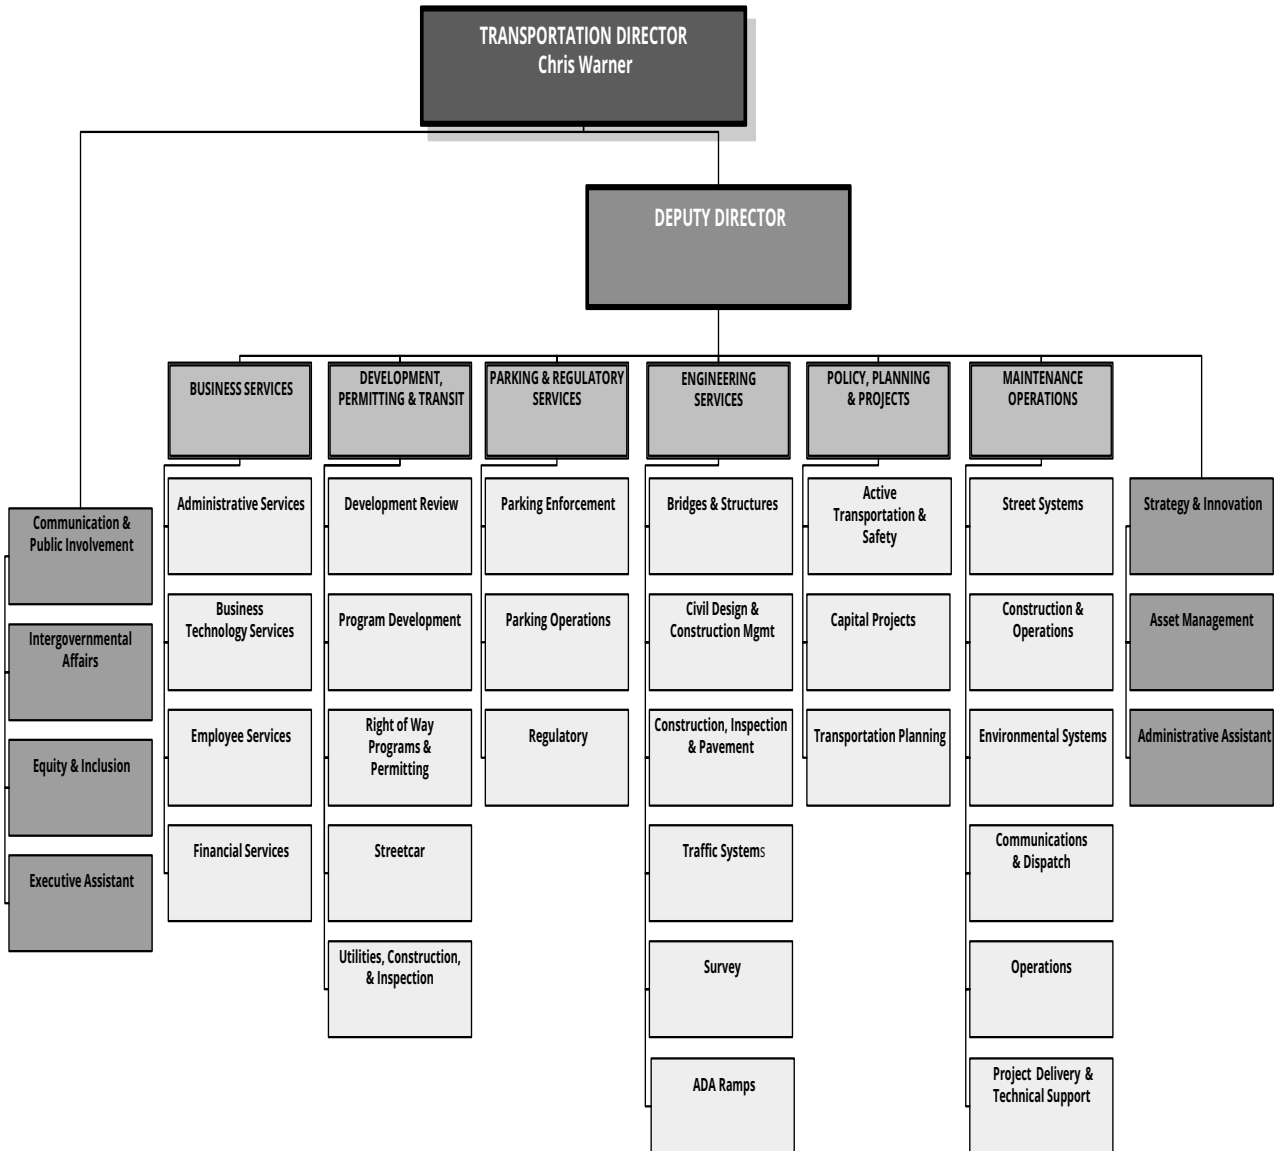 TRANSPORTATION DIRECTOR
Chris Warner
DEPUTY DIRECTOR
BUSINESS SERVICES
DEVELOPMENT,
PERMITTING & TRANSIT
PARKING & REGULATORY
SERVICES
ENGINEERING
SERVICES
POLICY, PLANNING
& PROJECTS
MAINTENANCE
OPERATIONS
Communication &
Public Involvement
Intergovernmental
Affairs
Equity & Inclusion
Executive Assistant
Administrative Services
Business
Technology Services
Employee Services
Financial Services
Development Review
Program Development
Right of Way
Programs &
Permitting
Streetcar
Utilities, Construction,
& Inspection
Parking Enforcement
Parking Operations
Regulatory
Bridges & Structures
Civil Design &
Construction Mgmt
Construction, Inspection
& Pavement
Traffic Systems
Survey
ADA Ramps
Active
Transportation &
Safety
Capital Projects
Transportation Planning
Street Systems
Construction &
Operations
Environmental Systems
Communications
& Dispatch
Operations
Project Delivery &
Technical Support
Strategy & Innovation
Asset Management
Administrative Assistant